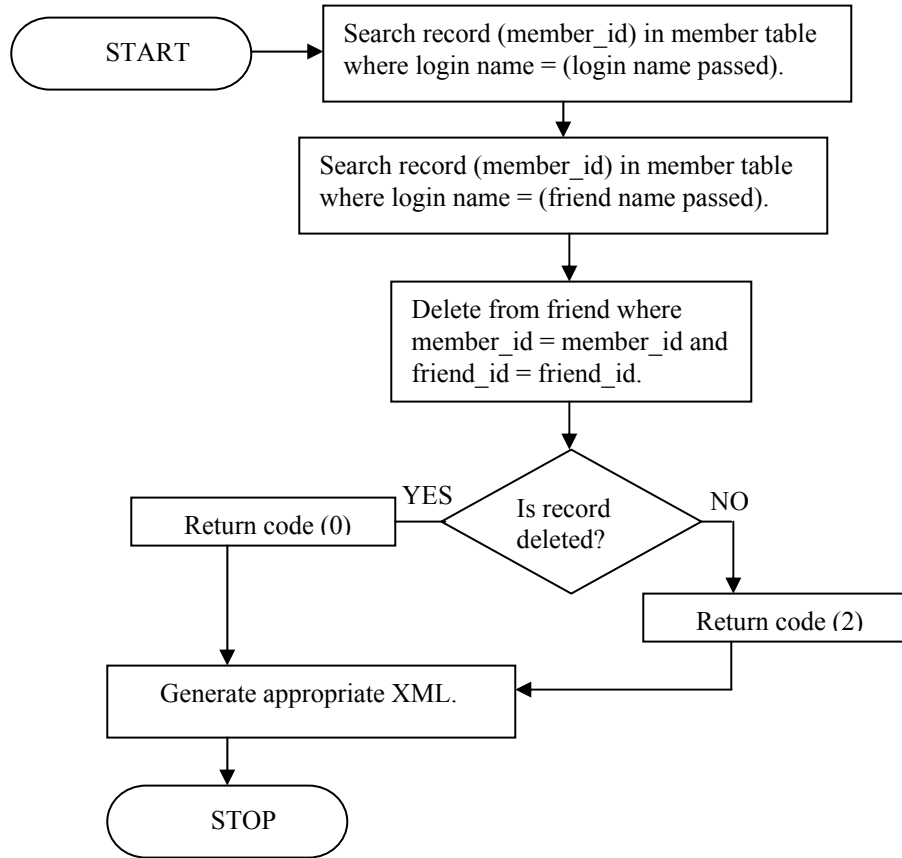 START
Search record (member_id) in member table
where login name = (login name passed).
Search record (member_id) in member table
where login name = (friend name passed).
Delete from friend where
member_id = member_id and
friend_id = friend_id.
YES
NO
Is record
deleted?
Return code (0)
Return code (2)
Generate appropriate XML.
STOP